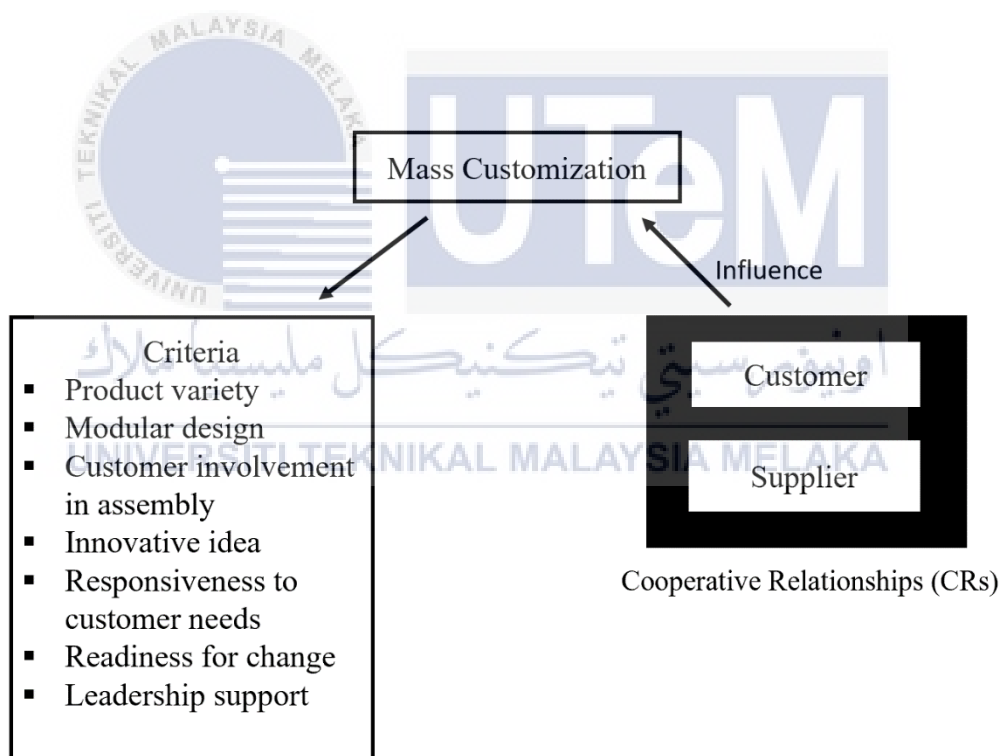 UNIVERSITI TEKNIKAL MALAYSIA MELAKA
UTeM
Mass Customization
Influence
اونيورسيتي تيكنيكل مليسيا ملاك
UNIVERSITI TEKNIKAL MALAYSIA MELAKA
Criteria
▪ Product variety
▪ Modular design
▪ Customer involvement
in assembly
▪ Innovative idea
▪ Responsiveness to
customer needs
▪ Readiness for change
▪ Leadership support
Customer
Supplier
Cooperative Relationships (CRs)